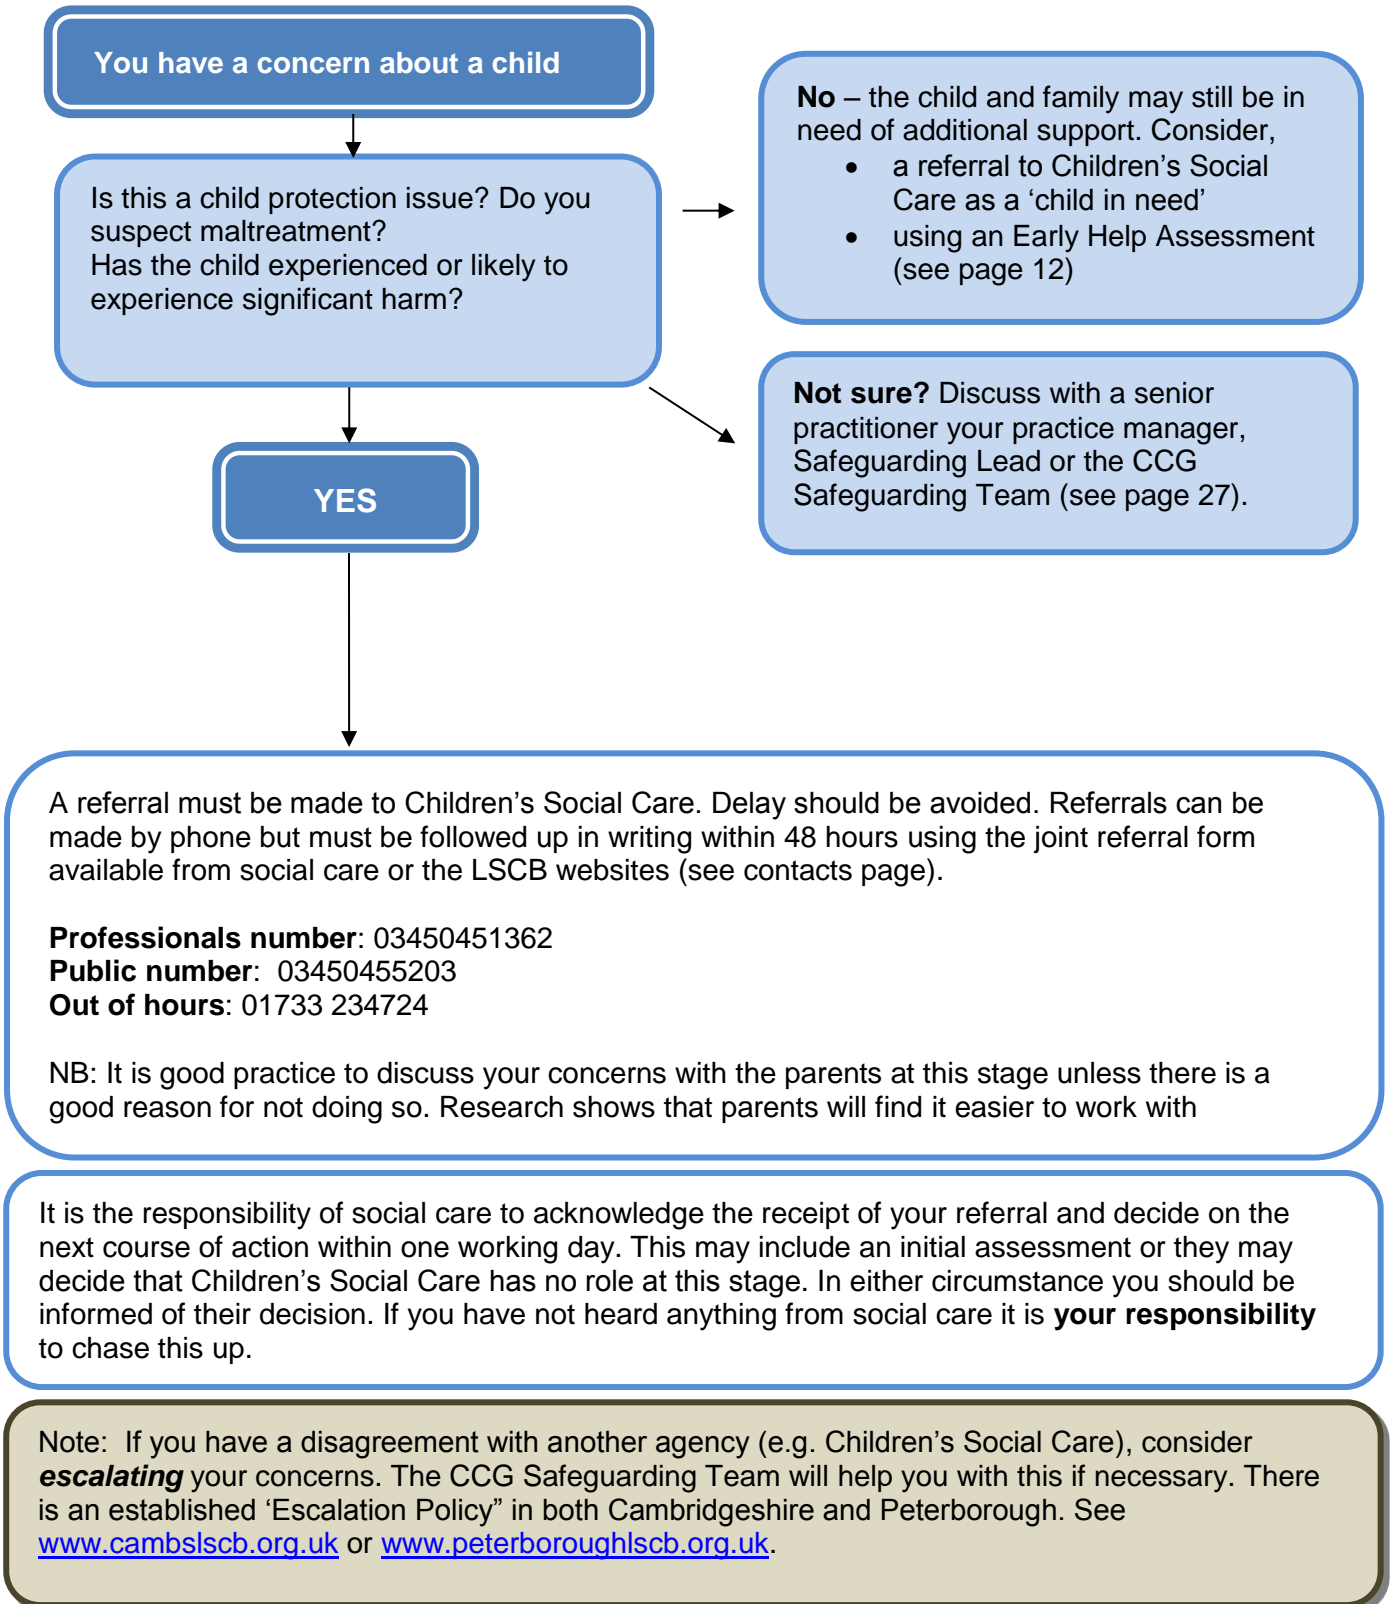 You have a concern about a child
Is this a child protection issue? Do you
suspect maltreatment?
Has the child experienced or likely to
experience significant harm?
No – the child and family may still be in
need of additional support. Consider,
• a referral to Children’s Social
Care as a ‘child in need’
• using an Early Help Assessment
(see page 12)
Not sure? Discuss with a senior
practitioner your practice manager,
Safeguarding Lead or the CCG
Safeguarding Team (see page 27).
YES
A referral must be made to Children’s Social Care. Delay should be avoided. Referrals can be
made by phone but must be followed up in writing within 48 hours using the joint referral form
available from social care or the LSCB websites (see contacts page).
Professionals number: 03450451362
Public number:  03450455203
Out of hours: 01733 234724
NB: It is good practice to discuss your concerns with the parents at this stage unless there is a
good reason for not doing so. Research shows that parents will find it easier to work with
It is the responsibility of social care to acknowledge the receipt of your referral and decide on the
next course of action within one working day. This may include an initial assessment or they may
decide that Children’s Social Care has no role at this stage. In either circumstance you should be
informed of their decision. If you have not heard anything from social care it is your responsibility
to chase this up.
Note:  If you have a disagreement with another agency (e.g. Children’s Social Care), consider
escalating your concerns. The CCG Safeguarding Team will help you with this if necessary. There
is an established ‘Escalation Policy” in both Cambridgeshire and Peterborough. See
www.cambslscb.org.uk or www.peterboroughlscb.org.uk.